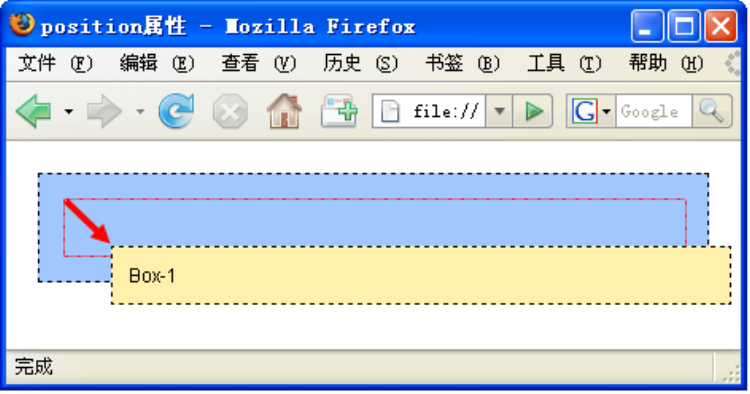 position属性 - Mozilla Firefox
文件 (F) 编辑 (E) 查看 (V) 历史 (S) 书签 (B) 工具 (T) 帮助 (H)
file:// G Google
Box-1
完成